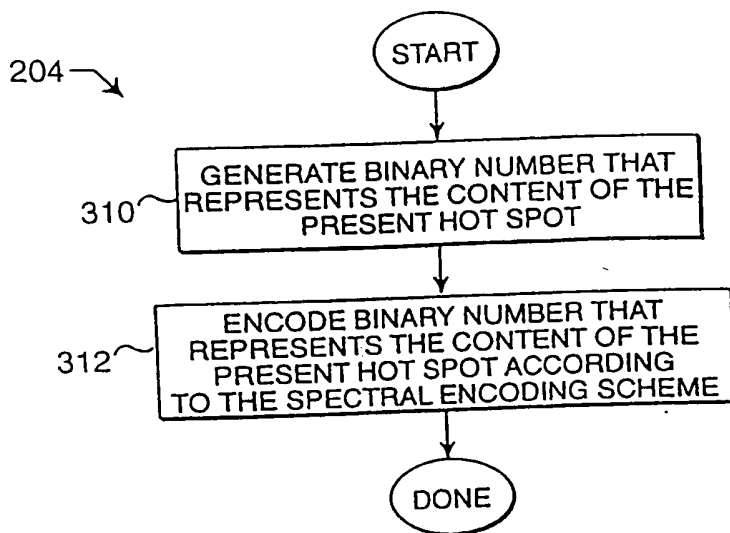 START
204
GENERATE BINARY NUMBER THAT
REPRESENTS THE CONTENT OF THE
PRESENT HOT SPOT
310
ENCODE BINARY NUMBER THAT
REPRESENTS THE CONTENT OF THE
PRESENT HOT SPOT ACCORDING
TO THE SPECTRAL ENCODING SCHEME
312
DONE